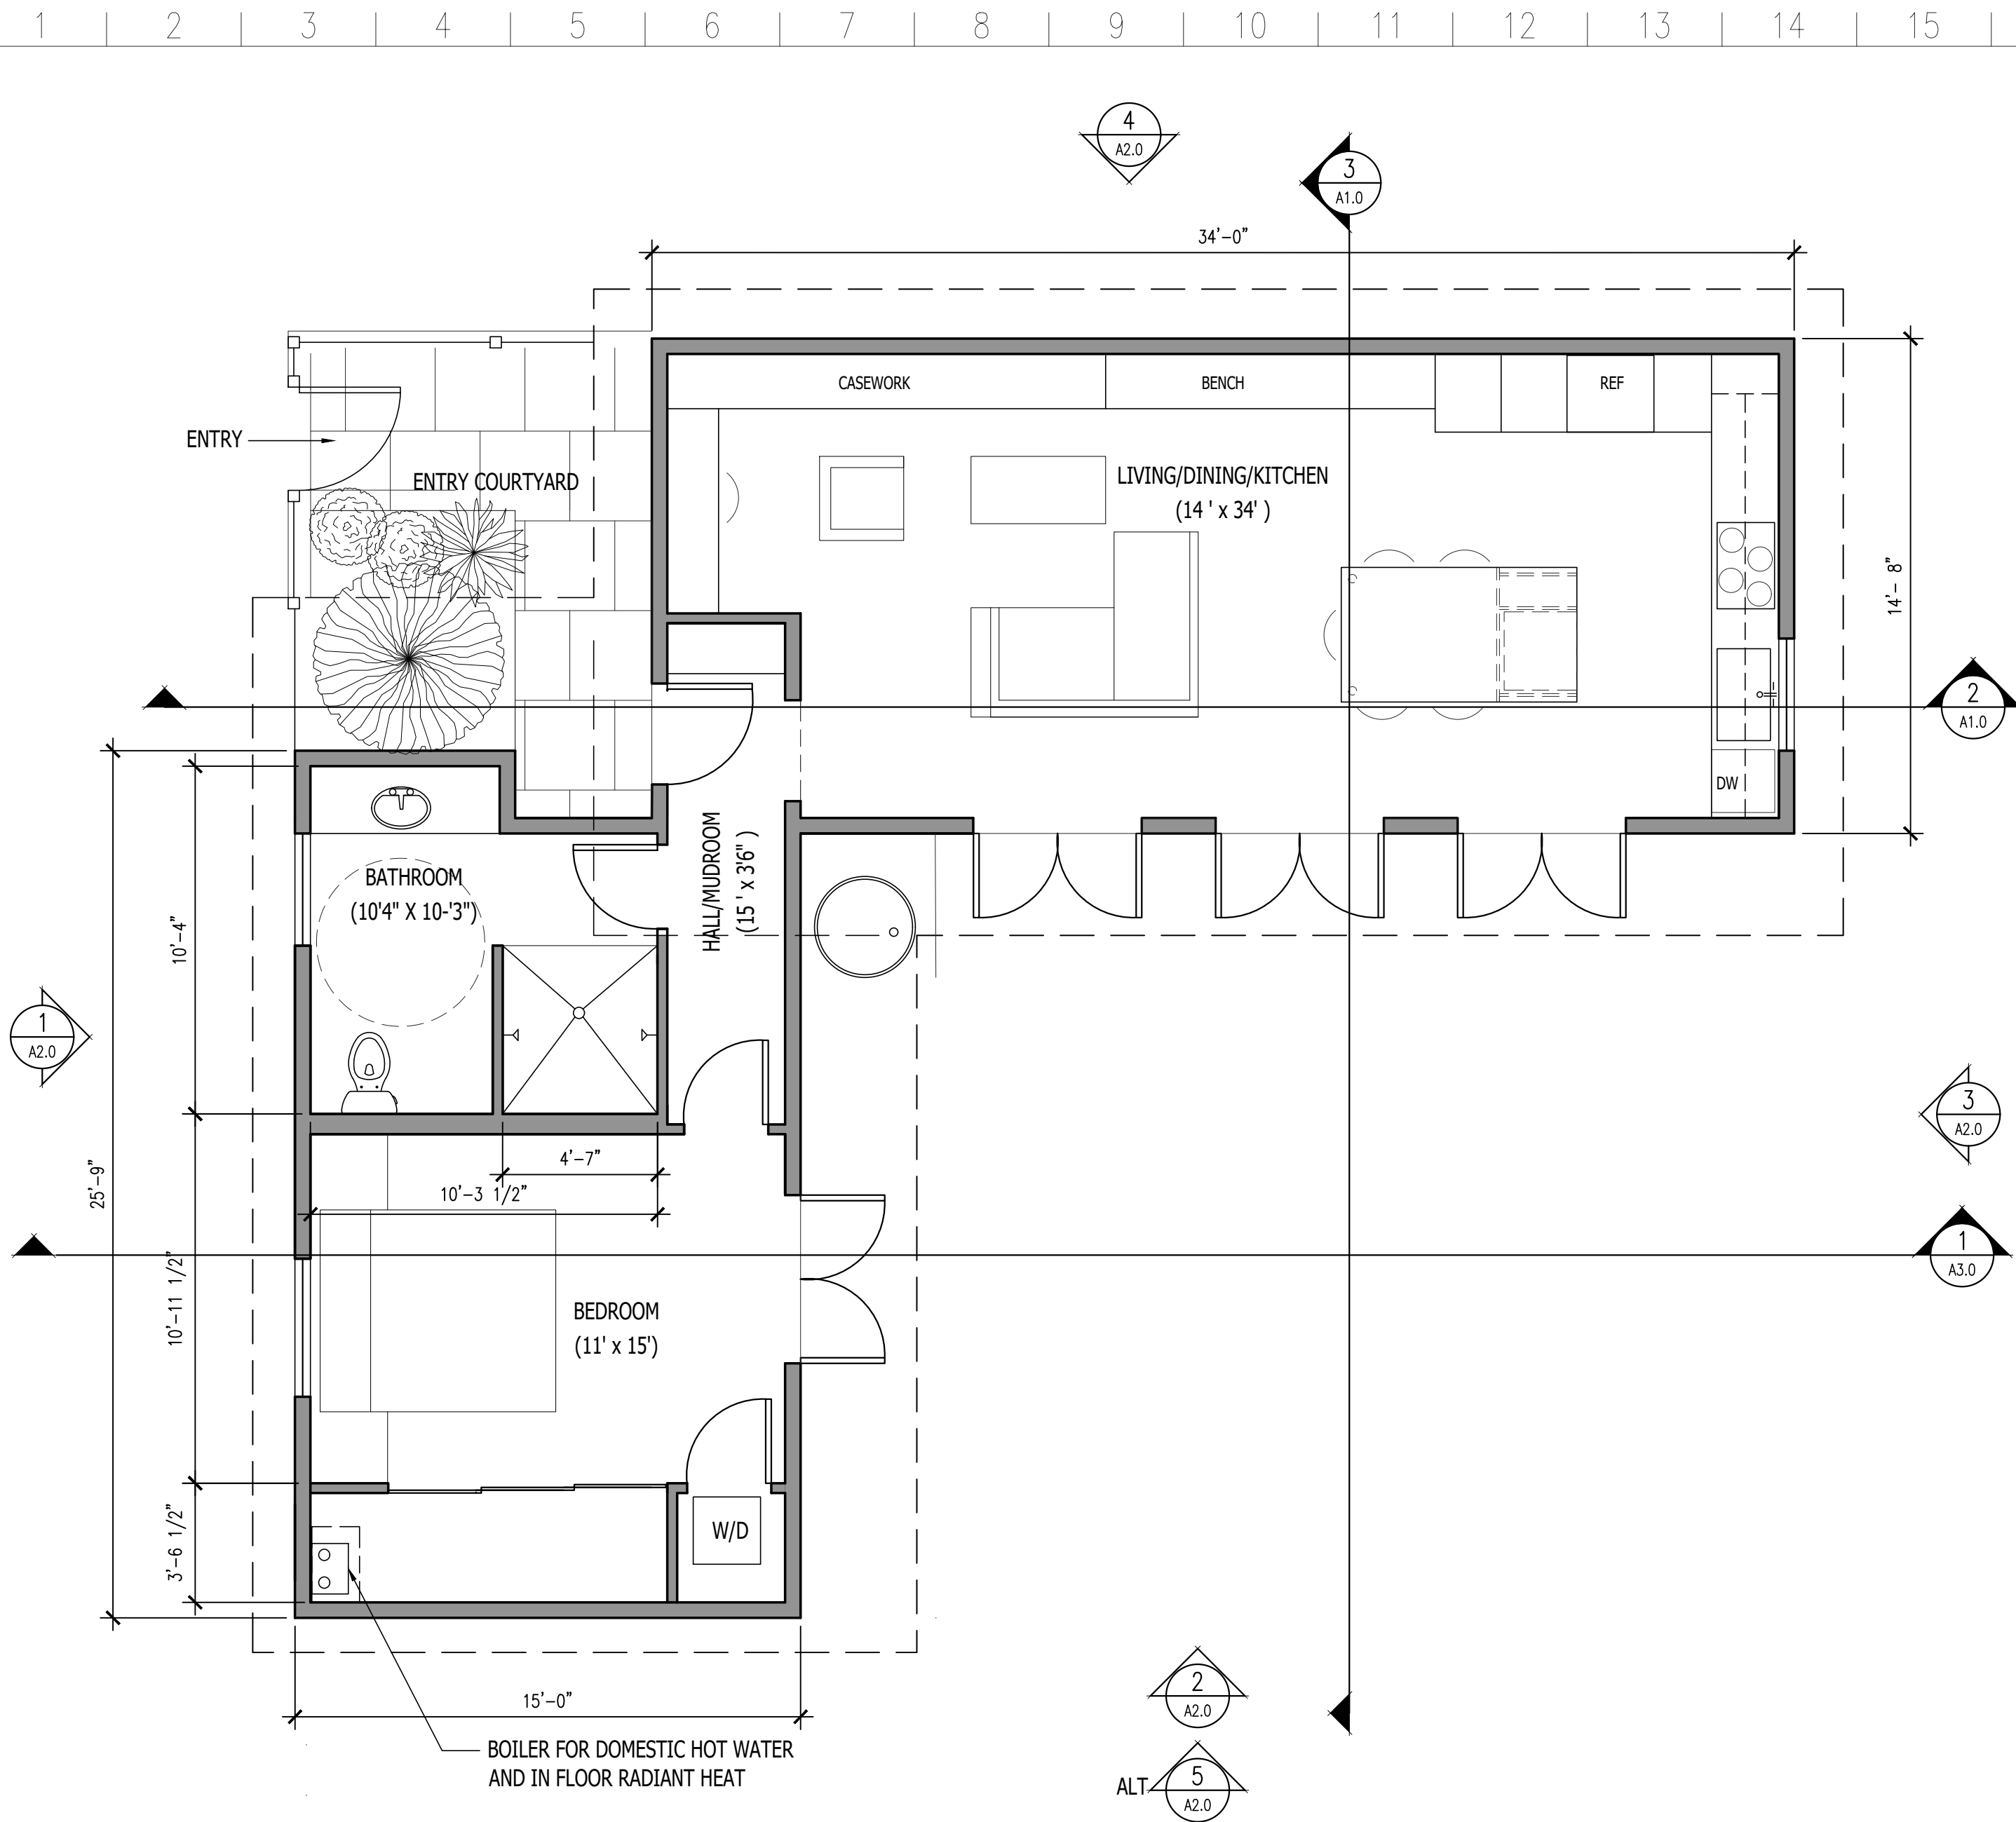 1 2 3 4 5 6 7 8 9 10 11 12 13 14 15
4
A2.0
3
A1.0
34'-0"
CASEWORK
BENCH
REF
ENTRY
ENTRY COURTYARD
LIVING/DINING/KITCHEN
(14 ' x 34' )
14'- 8"
2
A1.0
DW
HALL/MUDROOM
(15 ' x 3'6" )
BATHROOM
(10'4" X 10-'3")
10'-4"
1
A2.0
3
A2.0
25'-9"
4'-7"
10'-3 1/2"
10'-11 1/2"
1
A3.0
BEDROOM
(11' x 15')
3'-6 1/2"
W/D
15'-0"
2
A2.0
BOILER FOR DOMESTIC HOT WATER
AND IN FLOOR RADIANT HEAT
ALT
5
A2.0